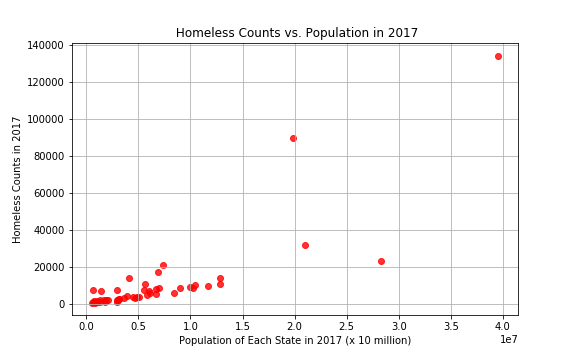 Homeless Counts vs. Population in 2017
140000
120000
100000
80000
60000
40000
20000
0
Homeless Counts in 2017
0.0 0.5 1.0 1.5 2.0 2.5 3.0 3.5 4.0
1e7
Population of Each State in 2017 (x 10 million)